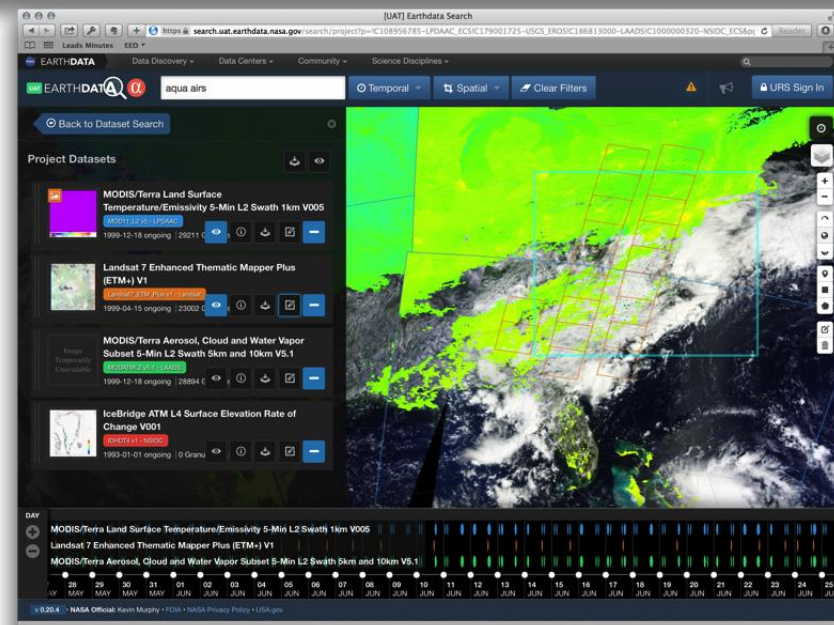 [UAT] Earthdata Search
https search.uat.earthdata.nasa.gov/search/project?p=!C108956785-LPDAAC_ECS!C179001725-USGS_EROS!C186813000-LAADS!C1000000320-NSIDC_ECS&
Reader
Leads Minutes EED
EARTHDATA Data Discovery Data Centers Community Science Disciplines
UAT EARTHDATA α aqua airs Temporal Spatial Clear Filters URS Sign In
Back to Dataset Search
Project Datasets
MODIS/Terra Land Surface
Temperature/Emissivity 5-Min L2 Swath 1km V005
MOD11_L2 v5 - LPDAAC
1999-12-18 ongoing 29211 G
Landsat 7 Enhanced Thematic Mapper Plus
(ETM+) V1
Landsat7_ETM_Plus v1 - Landsat
1999-04-15 ongoing 23002 G
Image
Temporarily
Unavailable
MODIS/Terra Aerosol, Cloud and Water Vapor
Subset 5-Min L2 Swath 5km and 10km V5.1
MODATML2 v5.1 - LAADS
1999-12-18 ongoing 28894 G
IceBridge ATM L4 Surface Elevation Rate of
Change V001
IDHDT4 v1 - NSIDC
1993-01-01 ongoing 0 Granu
DAY
MODIS/Terra Land Surface Temperature/Emissivity 5-Min L2 Swath 1km V005
Landsat 7 Enhanced Thematic Mapper Plus (ETM+) V1
MODIS/Terra Aerosol, Cloud and Water Vapor Subset 5-Min L2 Swath 5km and 10km V5.1
28 29 30 31 01 02 03 04 05 06 07 08 09 10 11 12 13 14 15 16 17 18 19 20 21 22 23 24 25
AY MAY MAY MAY MAY JUN JUN JUN JUN JUN JUN JUN JUN JUN JUN JUN JUN JUN JUN JUN JUN JUN JUN JUN JUN JUN JUN JUN JUN JU
v 0.20.4 • NASA Official: Kevin Murphy • FOIA • NASA Privacy Policy • USA.gov